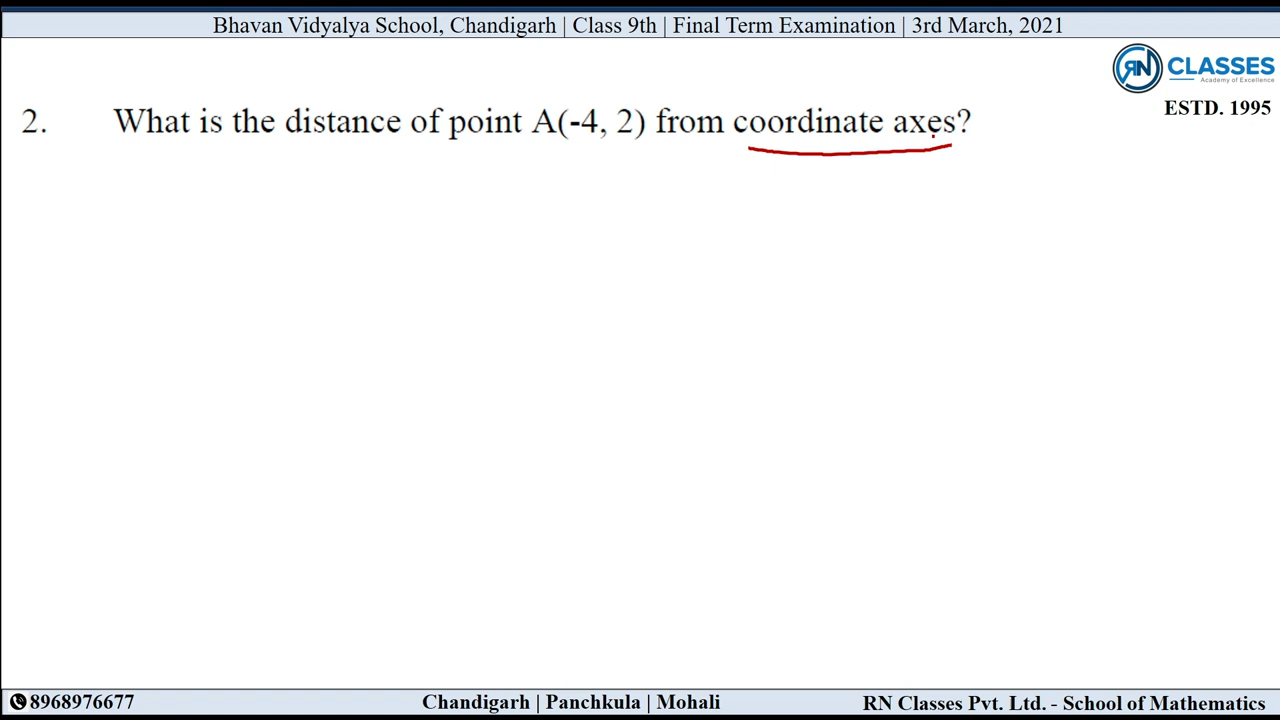 Bhavan Vidyalya School, Chandigarh | Class 9th | Final Term Examination | 3rd March, 2021
RN CLASSES
Academy of Excellence
ESTD. 1995
2. What is the distance of point A(-4, 2) from coordinate axes?
8968976677 Chandigarh | Panchkula | Mohali RN Classes Pvt. Ltd. - School of Mathematics